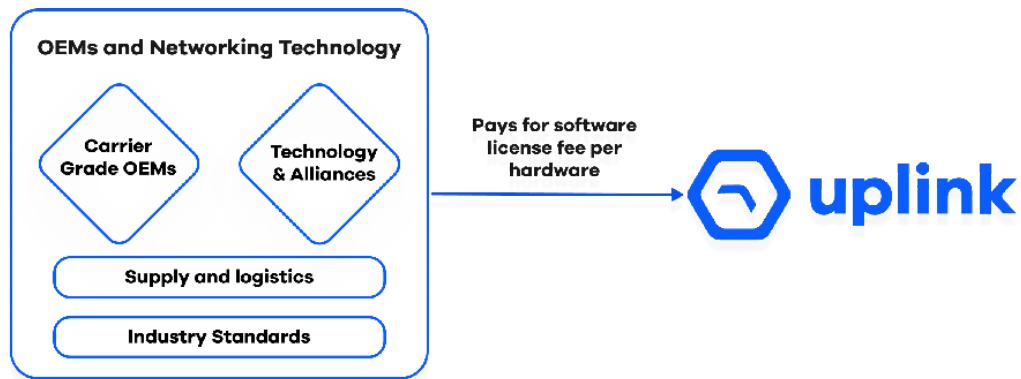 OEMs and Networking Technology
Carrier
Grade OEMs
Technology
& Alliances
Supply and logistics
Industry Standards
Pays for software
license fee per
hardware
uplink